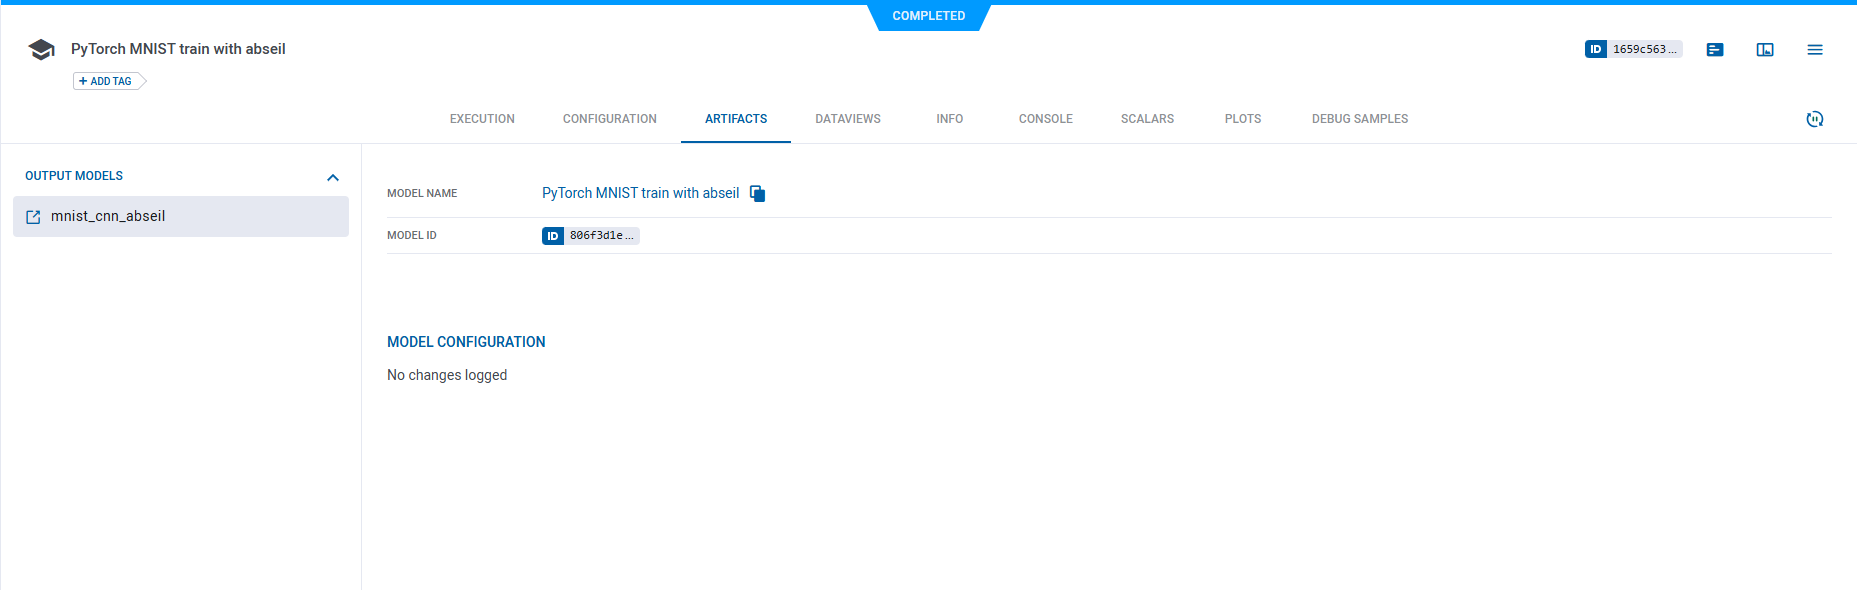 COMPLETED
PyTorch MNIST train with abseil
ID 1659c563...
+ ADD TAG
EXECUTION CONFIGURATION ARTIFACTS DATAVIEWS INFO CONSOLE SCALARS PLOTS DEBUG SAMPLES
OUTPUT MODELS
mnist_cnn_abseil
MODEL NAME PyTorch MNIST train with abseil
MODEL ID ID 806f3d1e...
MODEL CONFIGURATION
No changes logged